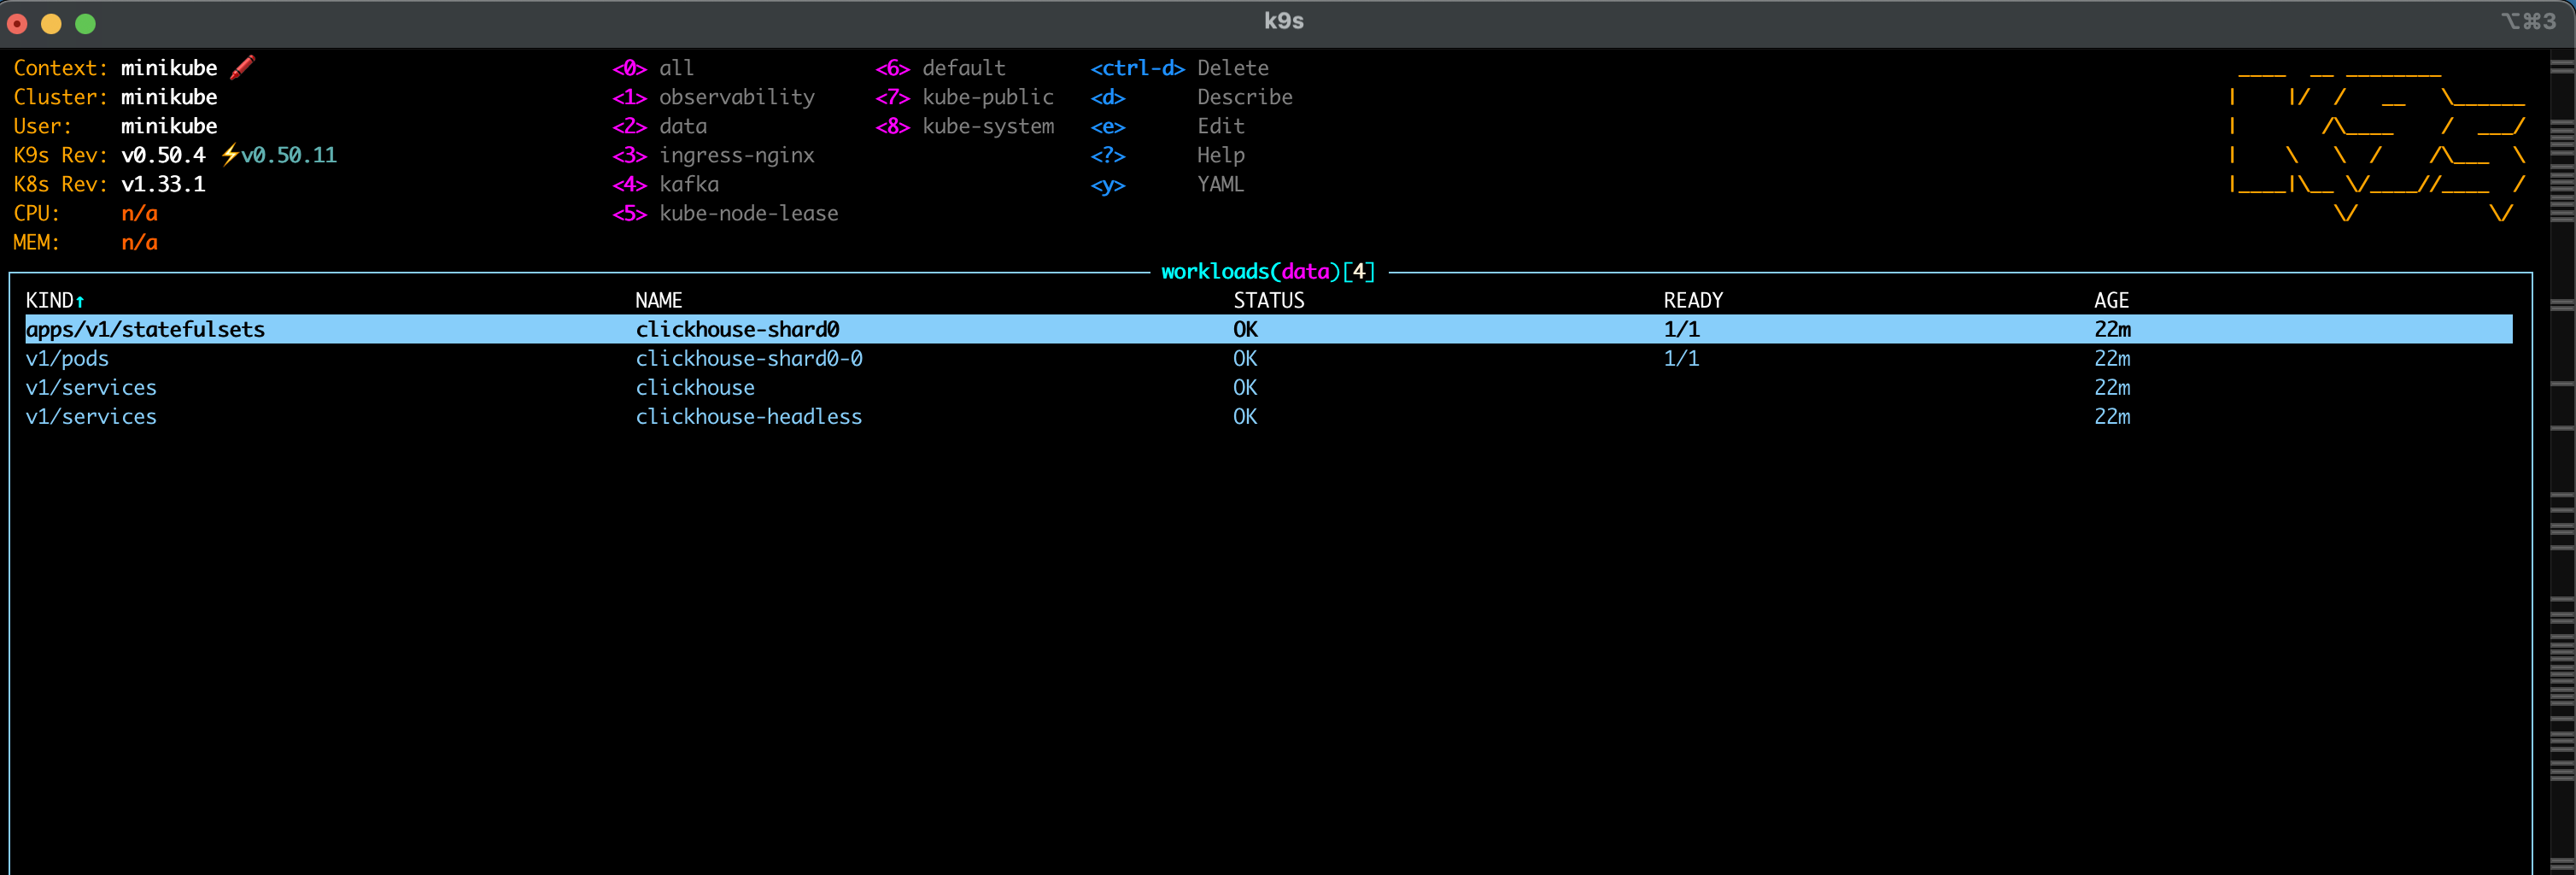 k9s
⌥⌘3
Context: minikube
Cluster: minikube
User: minikube
K9s Rev: v0.50.4 ⚡v0.50.11
K8s Rev: v1.33.1
CPU: n/a
MEM: n/a
<0> all
<1> observability
<2> data
<3> ingress-nginx
<4> kafka
<5> kube-node-lease
<6> default
<7> kube-public
<8> kube-system
<ctrl-d> Delete
<d> Describe
<e> Edit
<?> Help
<y> YAML
K9s
workloads(data)[4]
KIND↑ NAME STATUS READY AGE
apps/v1/statefulsets clickhouse-shard0 OK 1/1 22m
v1/pods clickhouse-shard0-0 OK 1/1 22m
v1/services clickhouse OK 22m
v1/services clickhouse-headless OK 22m